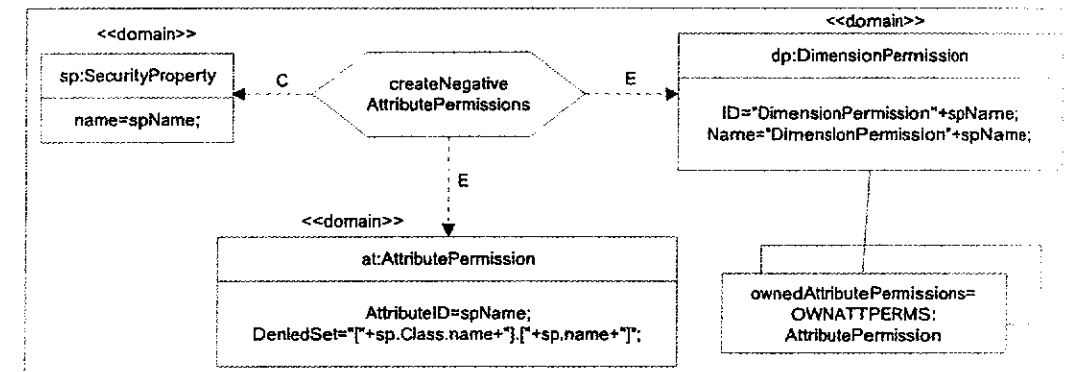 <<domain>>
sp:SecurityProperty
name=spName;
C
createNegative
AttributePermissions
E
<<domain>>
dp:DimensionPermission
ID="DimensionPermission"+spName;
Name="DimensionPermission"+spName;
E
<<domain>>
at:AttributePermission
AttributeID=spName;
DeniedSet="["+sp.Class.name+"].["+sp.name+"]";
ownedAttributePermissions=
OWNATTPERMS:
AttributePermission